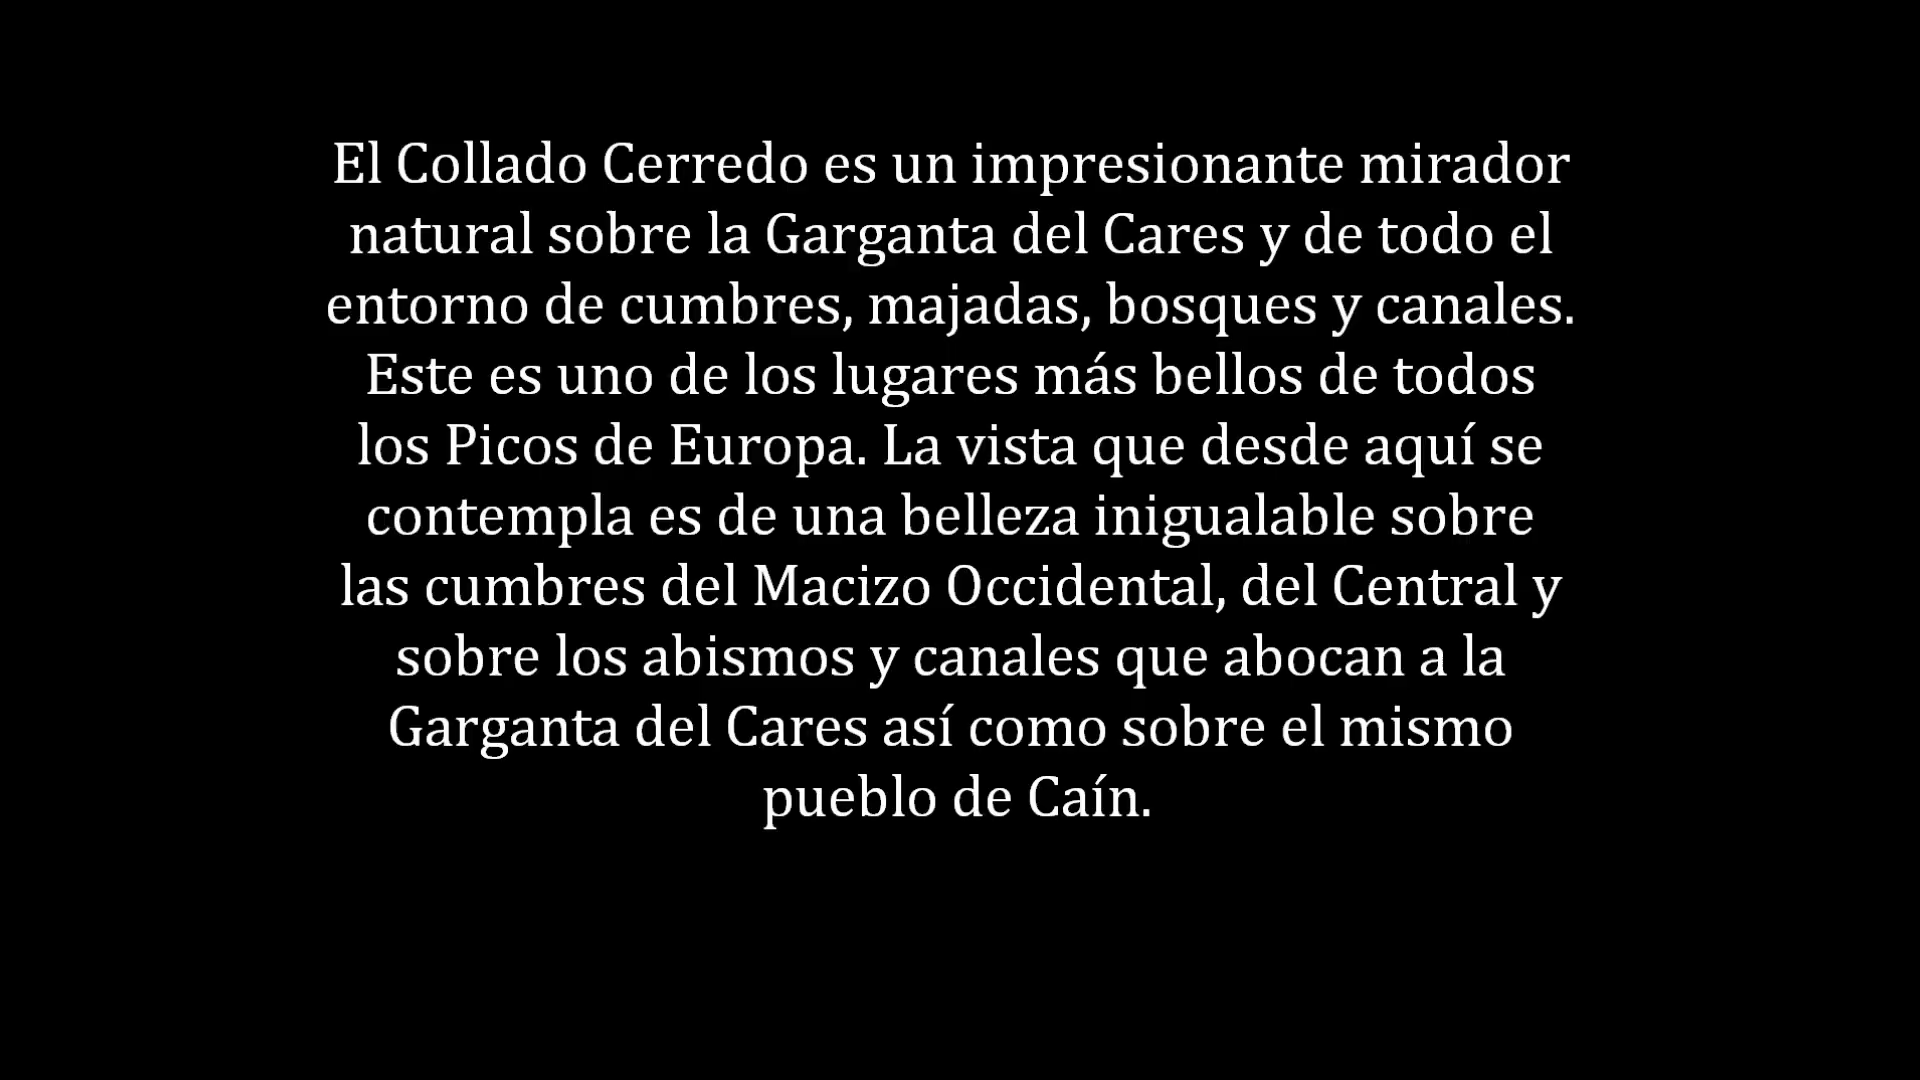 El Collado Cerredo es un impresionante mirador
natural sobre la Garganta del Cares y de todo el
entorno de cumbres, majadas, bosques y canales.
Este es uno de los lugares más bellos de todos
los Picos de Europa. La vista que desde aquí se
contempla es de una belleza inigualable sobre
las cumbres del Macizo Occidental, del Central y
sobre los abismos y canales que abocan a la
Garganta del Cares así como sobre el mismo
pueblo de Caín.